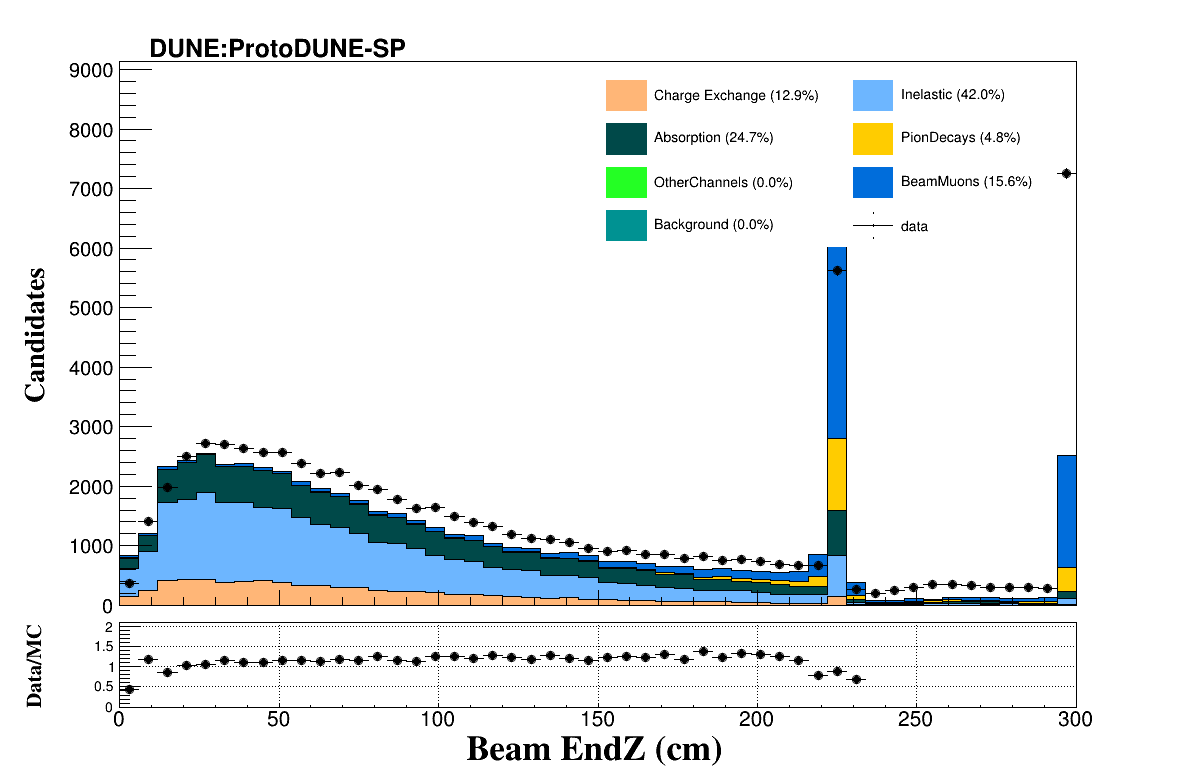 DUNE:ProtoDUNE-SP
9000
8000
7000
6000
5000
4000
3000
2000
1000
0
Candidates
Charge Exchange (12.9%)
Inelastic (42.0%)
Absorption (24.7%)
PionDecays (4.8%)
OtherChannels (0.0%)
BeamMuons (15.6%)
Background (0.0%)
data
2
1.5
1
0.5
0
Data/MC
0 50 100 150 200 250 300
Beam EndZ (cm)